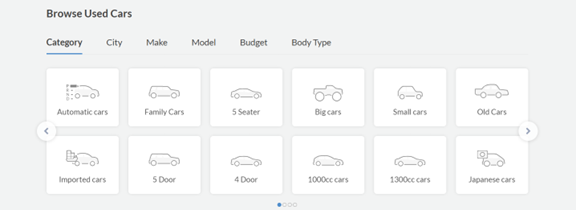 Browse Used Cars
Category City Make Model Budget Body Type
Automatic cars Family Cars 5 Seater Big cars Small cars Old Cars
Imported cars 5 Door 4 Door 1000cc cars 1300cc cars Japanese cars